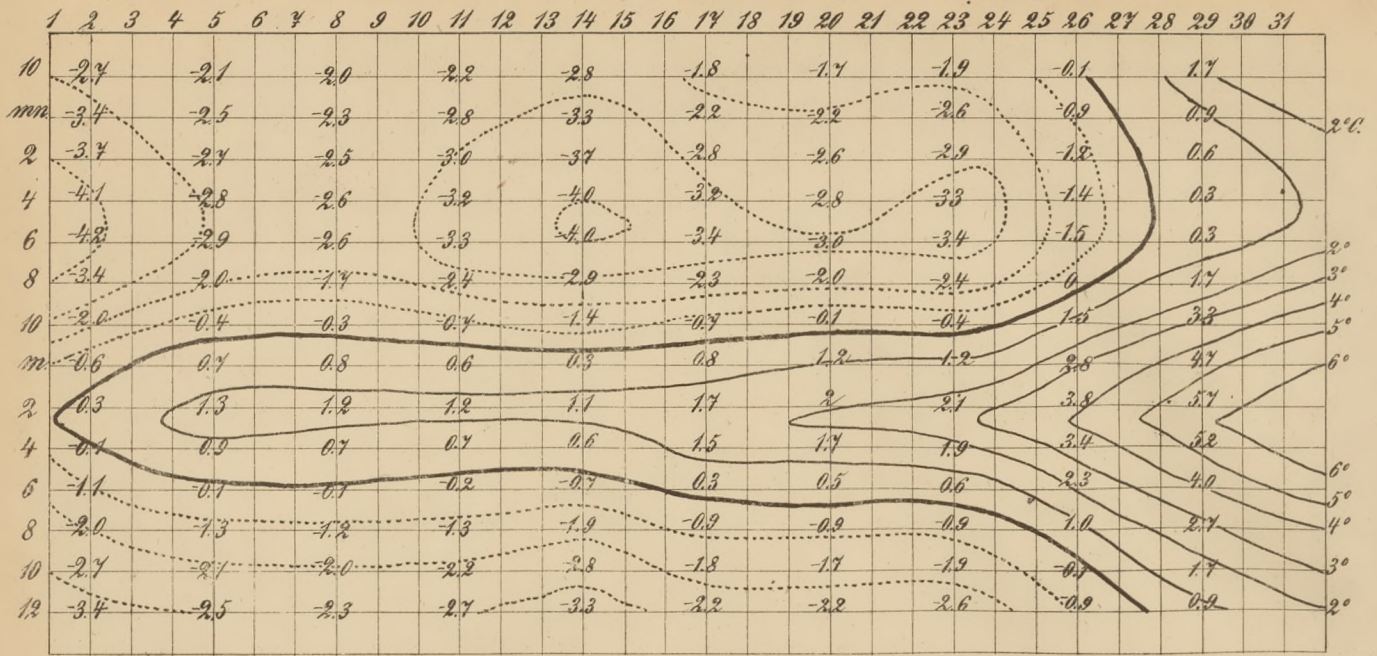 1 2 3 4 5 6 7 8 9 10 11 12 13 14 15 16 17 18 19 20 21 22 23 24 25 26 27 28 29 30 31
10 -2.7 -2.1 -2.0 -2.2 -2.8 -1.8 -1.7 -1.9 -0.1 1.7
mn. -3.4 -2.5 -2.3 -2.8 -3.3 -2.2 -2.2 -2.6 -0.9 0.9 2°C.
2 -3.7 -2.7 -2.5 -3.0 -3.7 -2.8 -2.6 -2.9 -1.2 0.6
4 -4.1 -2.8 -2.6 -3.2 -4.0 -3.2 -2.8 -3.3 -1.4 0.3
6 -4.2 -2.9 -2.6 -3.3 -4.0 -3.4 -3.0 -3.4 -1.5 0.3 2°
8 -3.4 -2.0 -1.7 -2.4 -2.9 -2.3 -2.0 -2.4 0 1.7 3°
4°
10 -2.0 -0.4 -0.3 -0.7 -1.4 -0.7 -0.1 -0.4 1.5 3.3 5°
m. -0.6 0.7 0.8 0.6 0.3 0.8 1.2 1.2 2.8 4.7 6°
2 0.3 1.3 1.2 1.2 1.1 1.7 2 2.1 3.8 5.7
4 -0.1 0.9 0.7 0.7 0.6 1.5 1.7 1.9 3.4 5.2 6°
6 -1.1 -0.1 -0.1 -0.2 -0.7 0.3 0.5 0.6 2.3 4.0 5°
8 -2.0 -1.3 -1.2 -1.3 -1.9 -0.9 -0.9 -0.9 1.0 2.7 4°
10 -2.7 -2.1 -2.0 -2.2 -2.8 -1.8 -1.7 -1.9 -0.1 1.7 3°
12 -3.4 -2.5 -2.3 -2.7 -3.3 -2.2 -2.2 -2.6 -0.9 0.9 2°